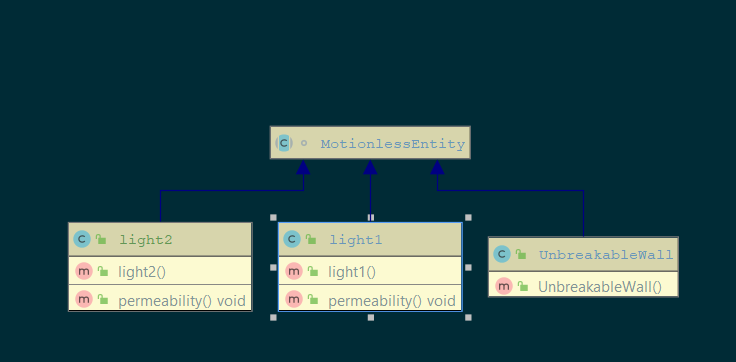 C MotionlessEntity
C light2
m light2()
m permeability() void
C light1
m light1()
m permeability() void
C UnbreakableWall
m UnbreakableWall()